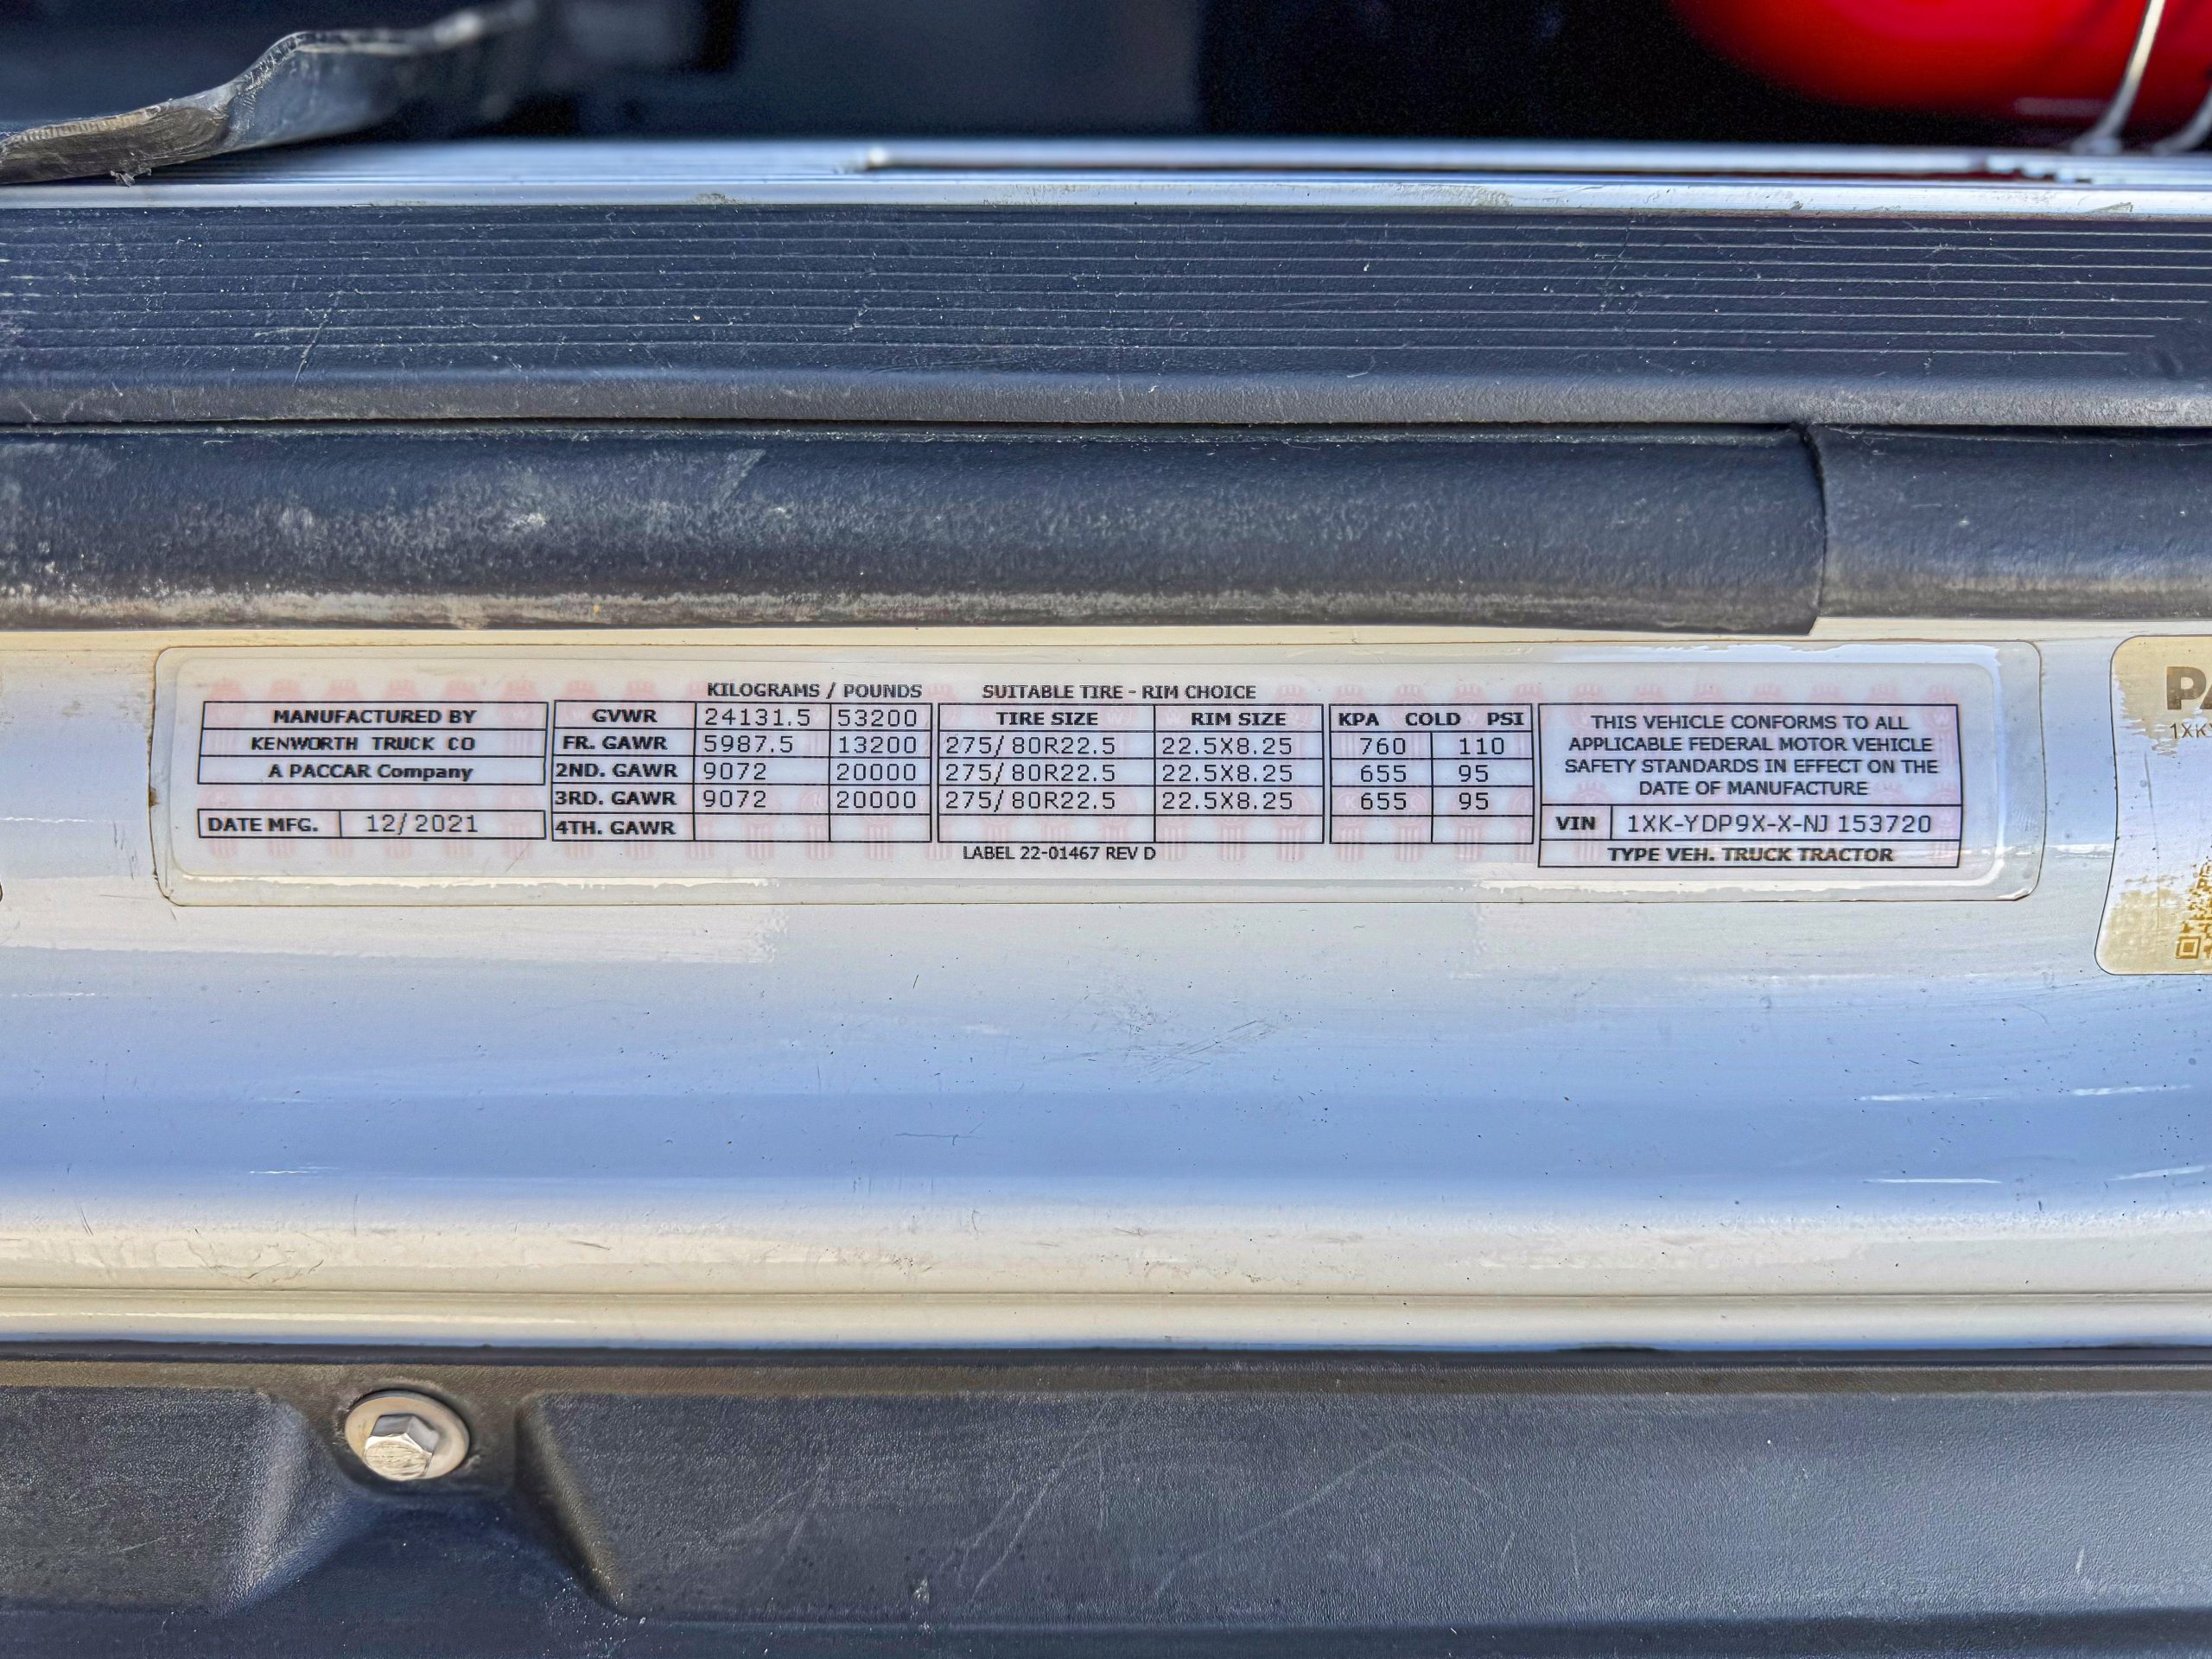 KILOGRAMS / POUNDS SUITABLE TIRE - RIM CHOICE
MANUFACTURED BY
KENWORTH TRUCK CO
A PACCAR Company
DATE MFG. 12/2021
GVWR 24131.5 53200
FR. GAWR 5987.5 13200
2ND. GAWR 9072 20000
3RD. GAWR 9072 20000
4TH. GAWR
TIRE SIZE RIM SIZE
275/80R22.5 22.5X8.25
275/80R22.5 22.5X8.25
275/80R22.5 22.5X8.25
KPA COLD PSI
760 110
655 95
655 95
THIS VEHICLE CONFORMS TO ALL
APPLICABLE FEDERAL MOTOR VEHICLE
SAFETY STANDARDS IN EFFECT ON THE
DATE OF MANUFACTURE
VIN 1XK-YDP9X-X-NJ 153720
TYPE VEH. TRUCK TRACTOR
LABEL 22-01467 REV D
PA
1XK